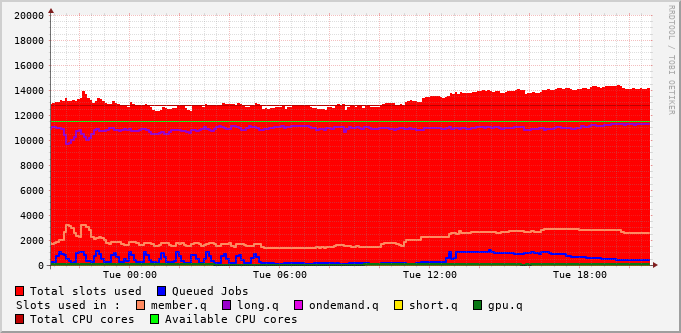 20000
18000
16000
14000
12000
10000
8000
6000
4000
2000
0
Tue 00:00 Tue 06:00 Tue 12:00 Tue 18:00
RRDTOOL / TOBI OETIKER
Total slots used Queued Jobs
Slots used in : member.q long.q ondemand.q short.q gpu.q
Total CPU cores Available CPU cores